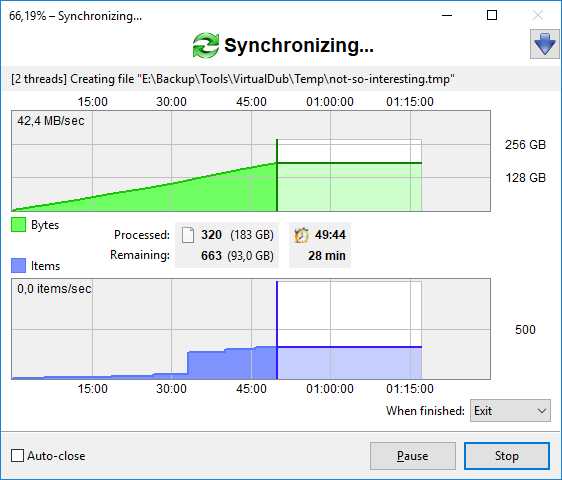 66,19% – Synchronizing...
Synchronizing...
[2 threads] Creating file "E:\Backup\Tools\VirtualDub\Temp\not-so-interesting.tmp"
15:00 30:00 45:00 01:00:00 01:15:00
42,4 MB/sec
256 GB
128 GB
Bytes
Processed: 320 (183 GB) 49:44
Remaining: 663 (93,0 GB) 28 min
Items
0,0 items/sec
500
15:00 30:00 45:00 01:00:00 01:15:00
When finished: Exit
Auto-close Pause Stop